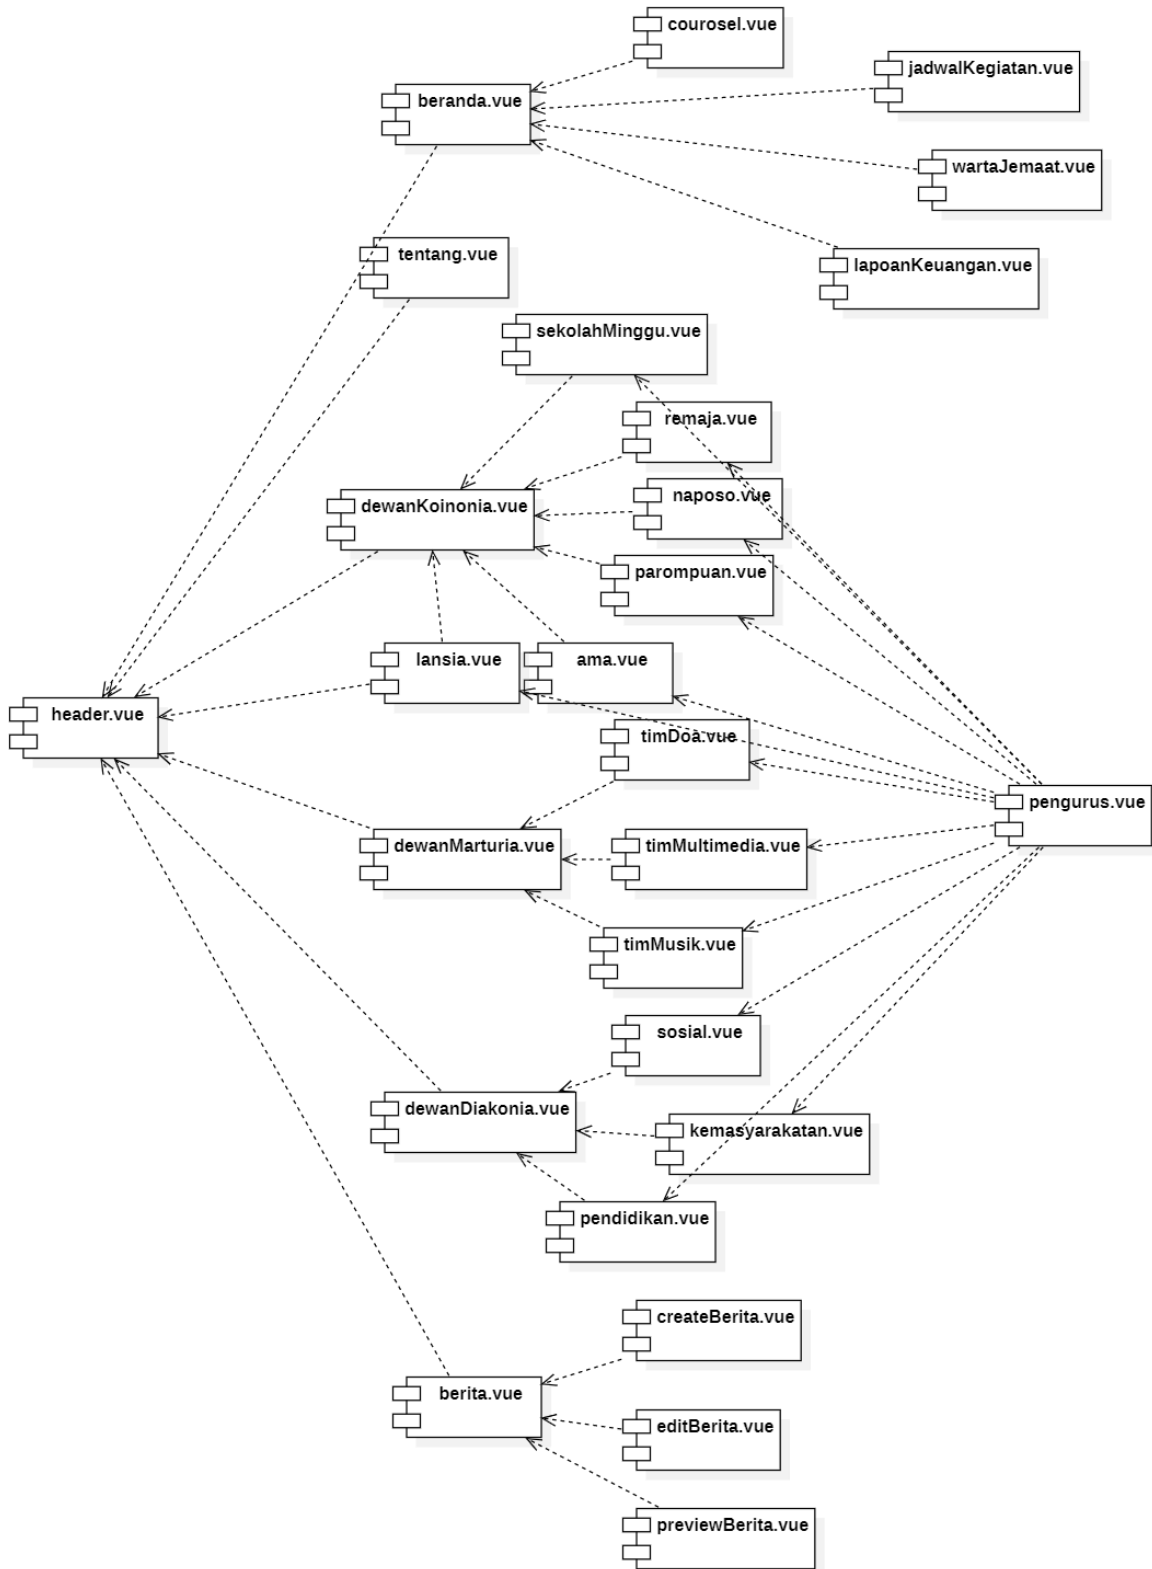 courosel.vue
jadwalKegiatan.vue
beranda.vue
wartaJemaat.vue
tentang.vue
lapoanKeuangan.vue
sekolahMinggu.vue
remaja.vue
naposo.vue
dewanKoinonia.vue
parompuan.vue
lansia.vue
ama.vue
header.vue
timDoa.vue
pengurus.vue
dewanMarturia.vue
timMultimedia.vue
timMusik.vue
sosial.vue
dewanDiakonia.vue
kemasyarakatan.vue
pendidikan.vue
createBerita.vue
berita.vue
editBerita.vue
previewBerita.vue